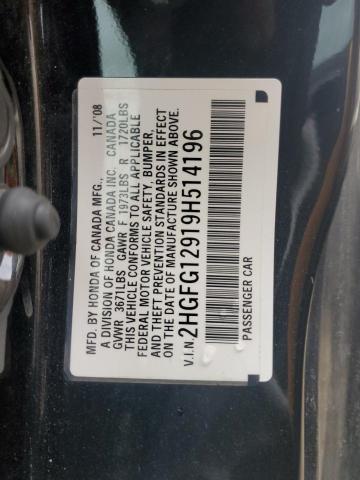 MFD. BY HONDA OF CANADA MFG., 11/'08
A DIVISION OF HONDA CANADA INC. CANADA
GVWR 3671LBS GAWR F 1973LBS R 1720LBS
THIS VEHICLE CONFORMS TO ALL APPLICABLE
FEDERAL MOTOR VEHICLE SAFETY, BUMPER,
AND THEFT PREVENTION STANDARDS IN EFFECT
ON THE DATE OF MANUFACTURE SHOWN ABOVE.
V.I.N. 2HGFG12919H514196
PASSENGER CAR